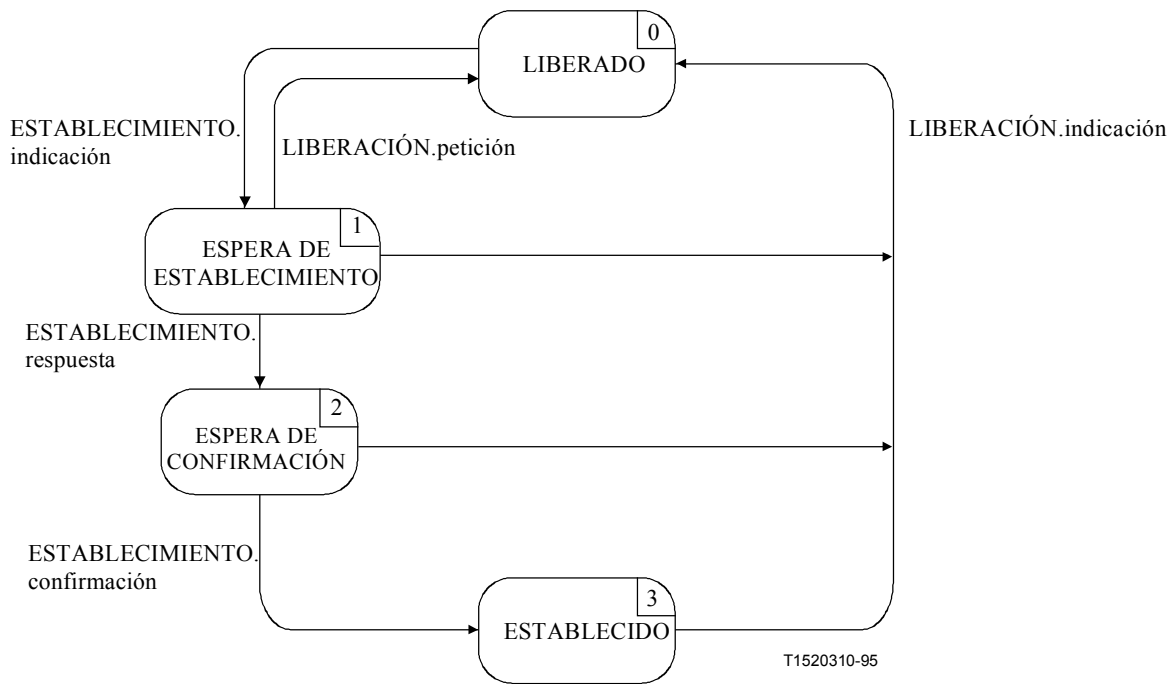 0
LIBERADO
ESTABLECIMIENTO.
indicación
LIBERACIÓN.petición
LIBERACIÓN.indicación
1
ESPERA DE
ESTABLECIMIENTO
ESTABLECIMIENTO.
respuesta
2
ESPERA DE
CONFIRMACIÓN
ESTABLECIMIENTO.
confirmación
3
ESTABLECIDO
T1520310-95